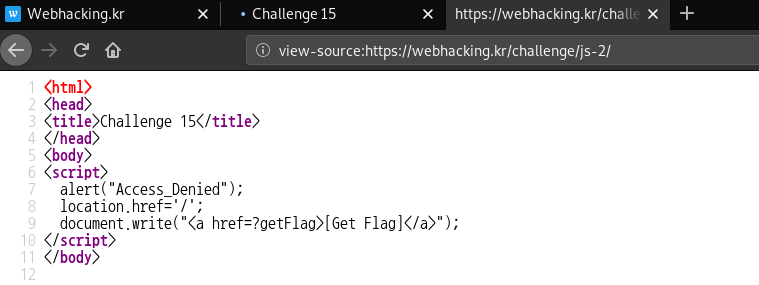 Webhacking.kr
Challenge 15
https://webhacking.kr/challe
view-source:https://webhacking.kr/challenge/js-2/
1 <html>
2 <head>
3 <title>Challenge 15</title>
4 </head>
5 <body>
6 <script>
7 alert("Access_Denied");
8 location.href='/';
9 document.write("<a href=?getFlag>[Get Flag]</a>");
10 </script>
11 </body>
12